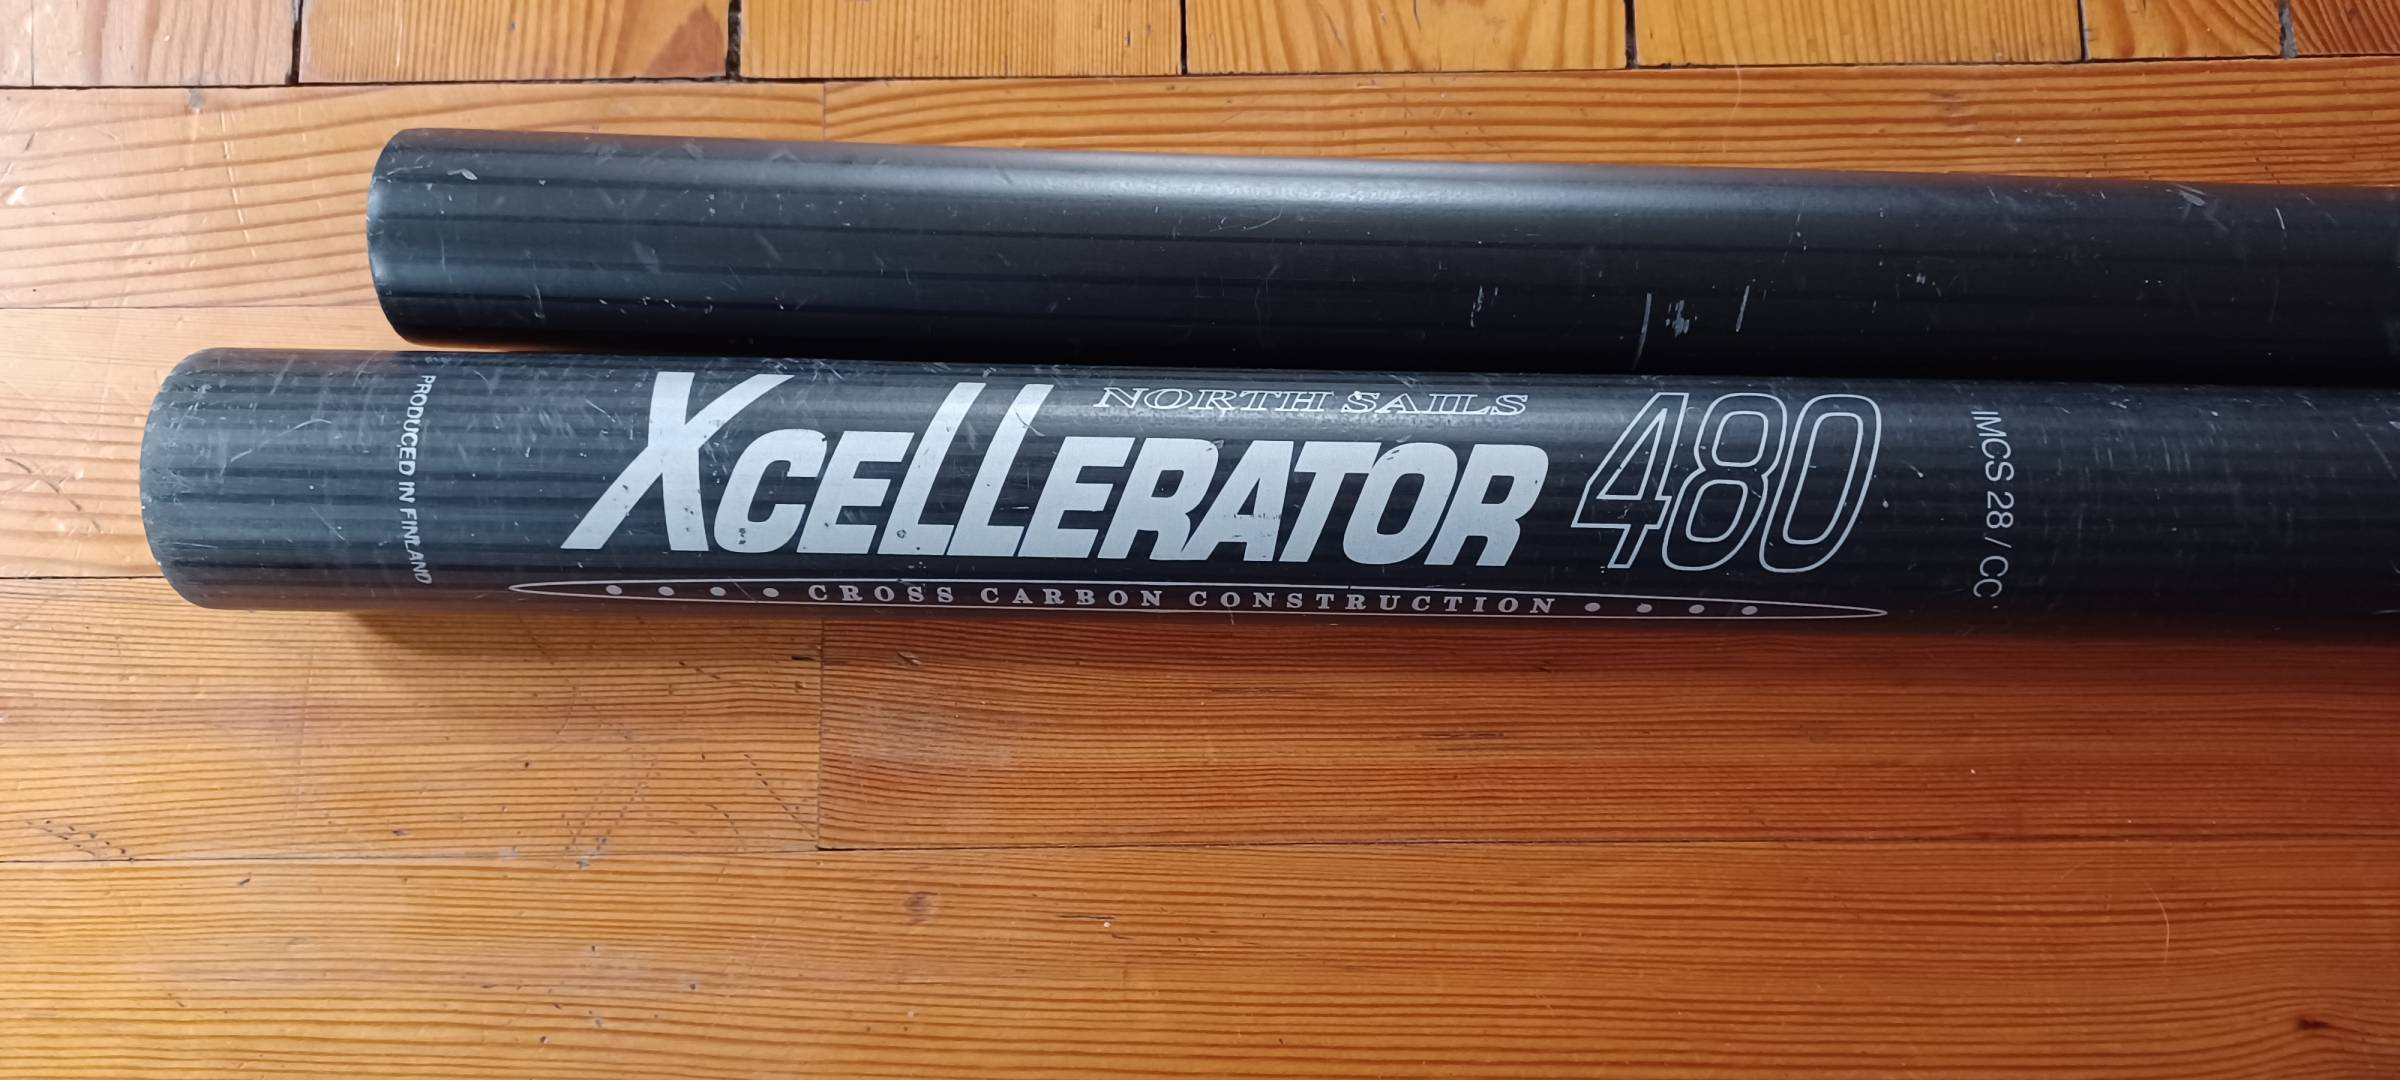 PRODUCED IN FINLAND
NORTH SAILS
XCELLERATOR 480
CROSS CARBON CONSTRUCTION
IMCS 28 / CC